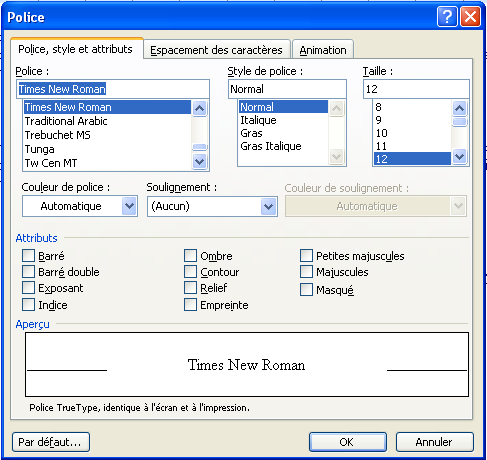 Police
Police, style et attributs
Espacement des caractères
Animation
Police :
Style de police :
Taille :
Times New Roman
Normal
12
Times New Roman
Traditional Arabic
Trebuchet MS
Tunga
Tw Cen MT
Normal
Italique
Gras
Gras Italique
8
9
10
11
12
Couleur de police :
Soulignement :
Couleur de soulignement :
Automatique
(Aucun)
Automatique
Attributs
Barré
Barré double
Exposant
Indice
Ombre
Contour
Relief
Empreinte
Petites majuscules
Majuscules
Masqué
Aperçu
Times New Roman
Police TrueType, identique à l'écran et à l'impression.
Par défaut...
OK
Annuler